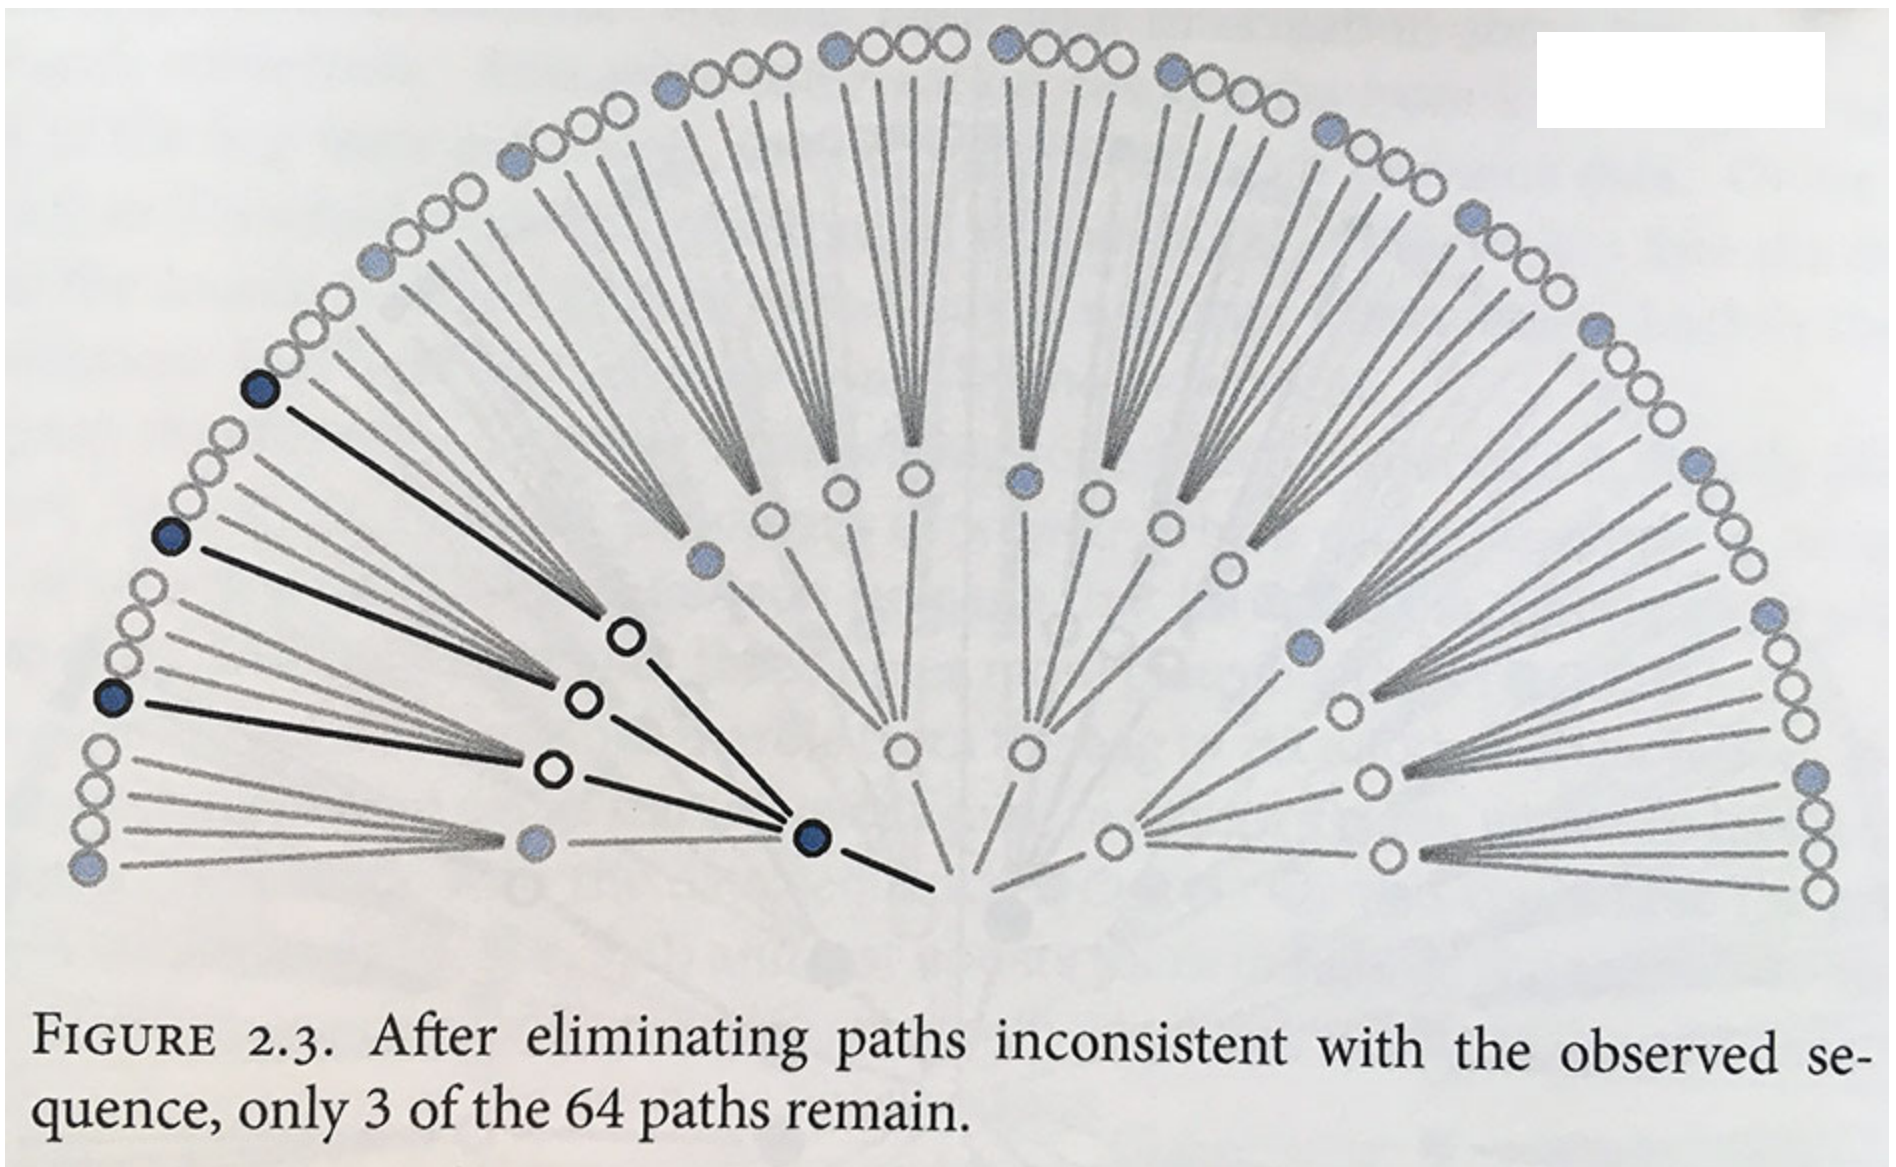 FIGURE 2.3. After eliminating paths inconsistent with the observed se-
quence, only 3 of the 64 paths remain.